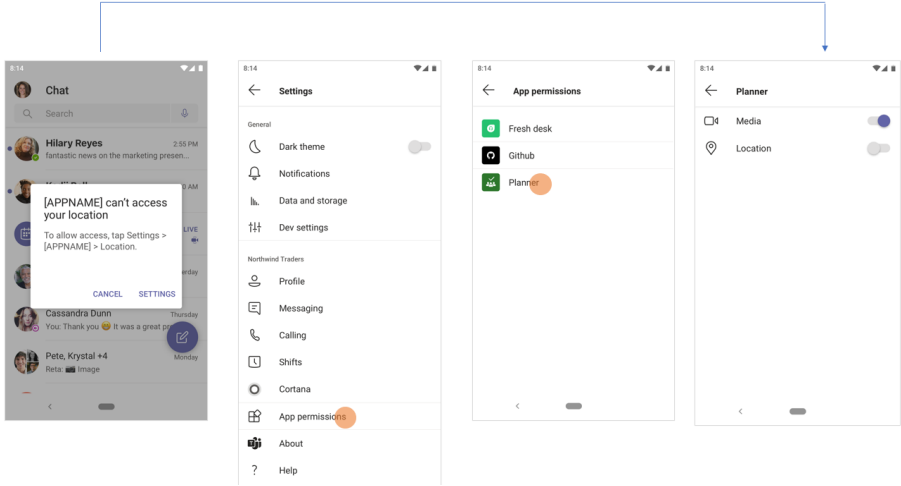 8:14
Chat
Search
Hilary Reyes 2:55 PM
fantastic news on the marketing presen...
0 AM
[APPNAME] can't access
your location
To allow access, tap Settings >
[APPNAME] > Location.
LIVE
erday
CANCEL SETTINGS
Cassandra Dunn Thursday
You: Thank you 😊 It was a great pr
Pete, Krystal +4 Monday
Reta: 📷 Image
8:14
Settings
General
Dark theme
Notifications
Data and storage
Dev settings
Northwind Traders
Profile
Messaging
Calling
Shifts
Cortana
App permissions
About
Help
8:14
App permissions
Fresh desk
Github
Planner
8:14
Planner
Media
Location